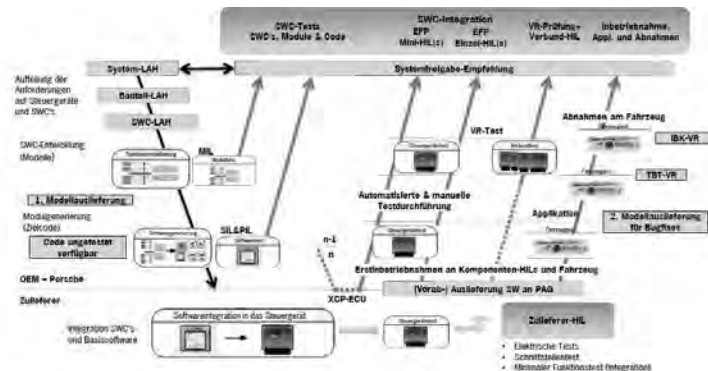 SWC-Tests
SWC's, Module & Code
SWC-Integration
EFP
Mini-HIL(s)
EFP
Einzel-HIL(s)
VR-Prüfung+
Verbund-HIL
Inbetriebnahme,
Appl. und Abnahmen
System-LAH
Systemfreigabe-Empfehlung
Aufteilung der
Anforderungen
auf Steuergeräte
und SWC's
Bauteil-LAH
SWC-LAH
Abnahmen am Fahrzeug
VR-Test
IBK-VR
SWC-Entwicklung
(Modelle)
MIL
TBT-VR
1. Modellauslieferung
Automatisierte & manuelle
Testdurchführung
Modulgenerierung
(Zielcode)
SIL&PIL
Applikation
2. Modellauslieferung
für Bugfixes
Code ungetestet
verfügbar
n-1
n
Erstinbetriebnahmen an Komponenten-HILs und Fahrzeug
OEM = Porsche
(Vorab-) Auslieferung SW an PAG
XCP-ECU
Zulieferer
Softwareintegration in das Steuergerät
Integration SWC's
und Basissoftware
Zulieferer-HIL
• Elektrische Tests
• Schnittstellentest
• Minimaler Funktionstest (Integration)